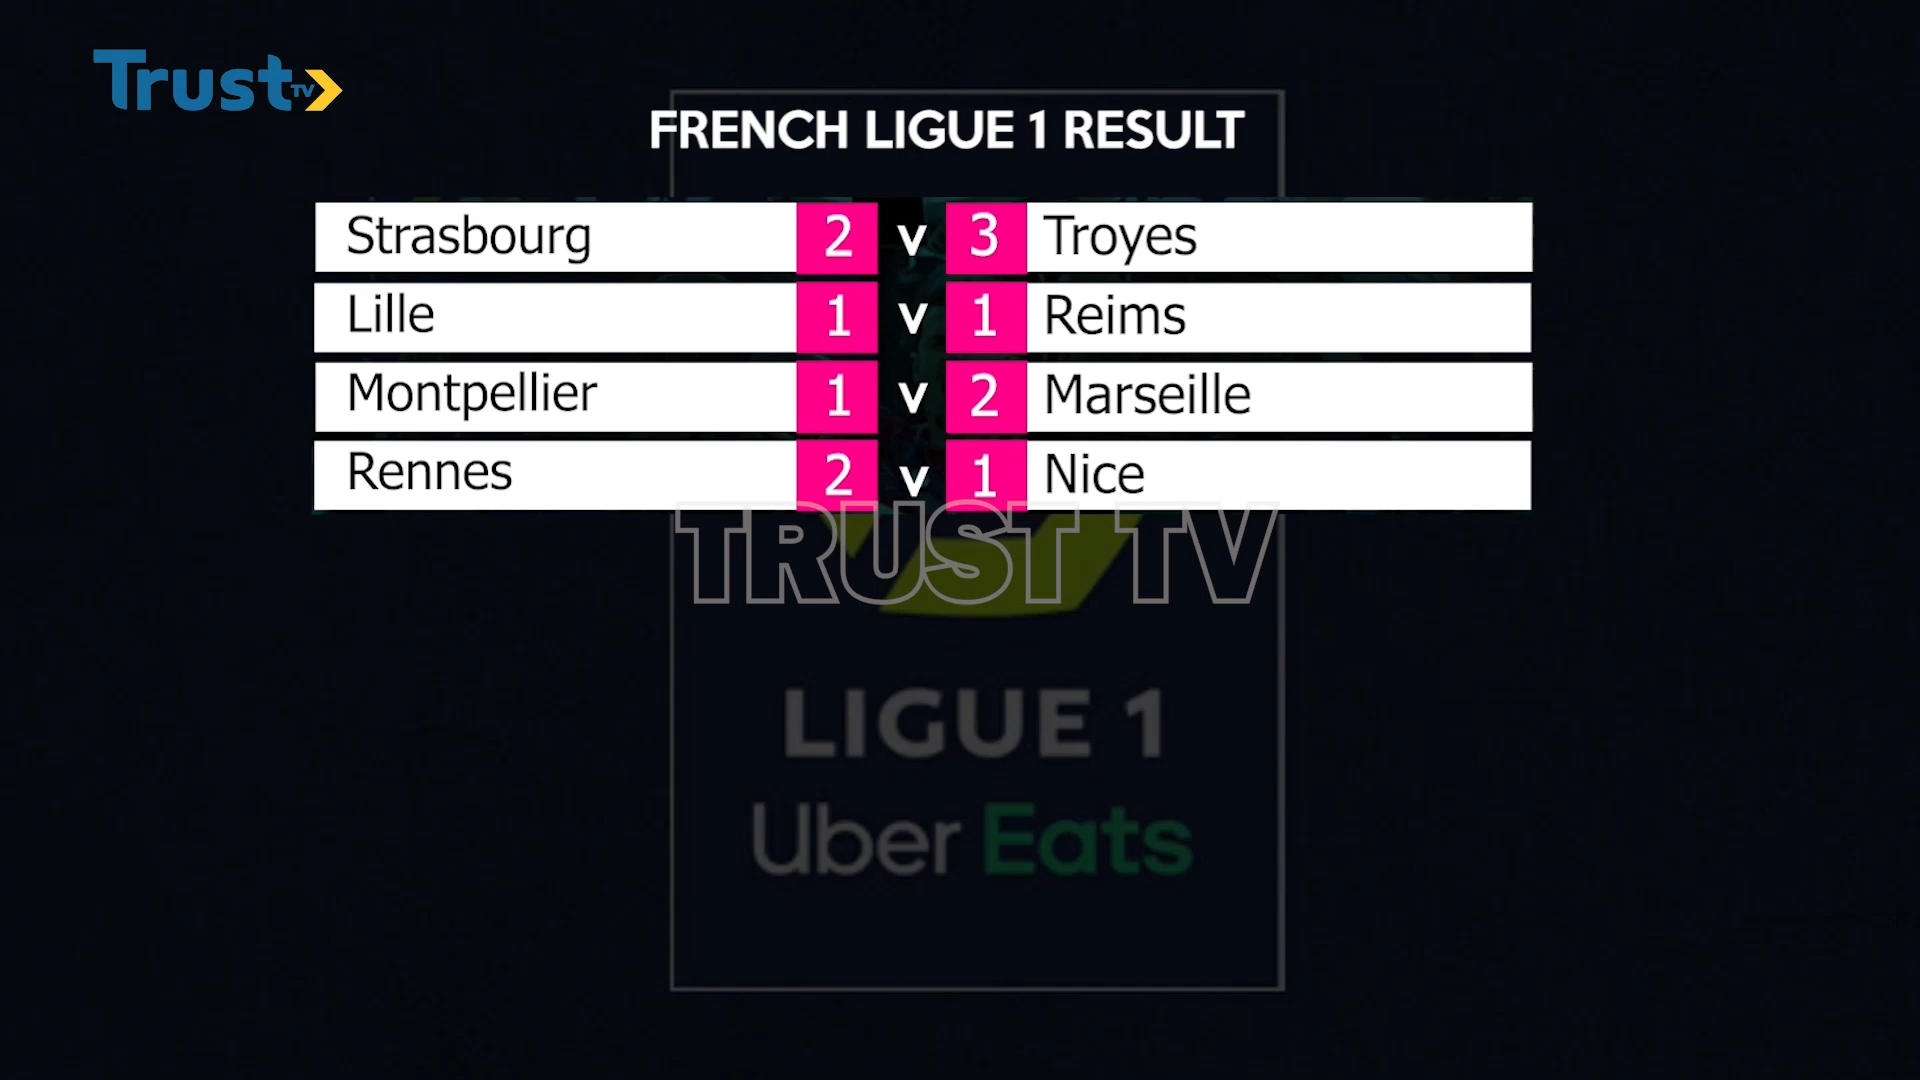 Trust TV
FRENCH LIGUE 1 RESULT
Strasbourg 2 v 3 Troyes
Lille 1 v 1 Reims
Montpellier 1 v 2 Marseille
Rennes 2 v 1 Nice
TRUST TV
LIGUE 1
Uber Eats